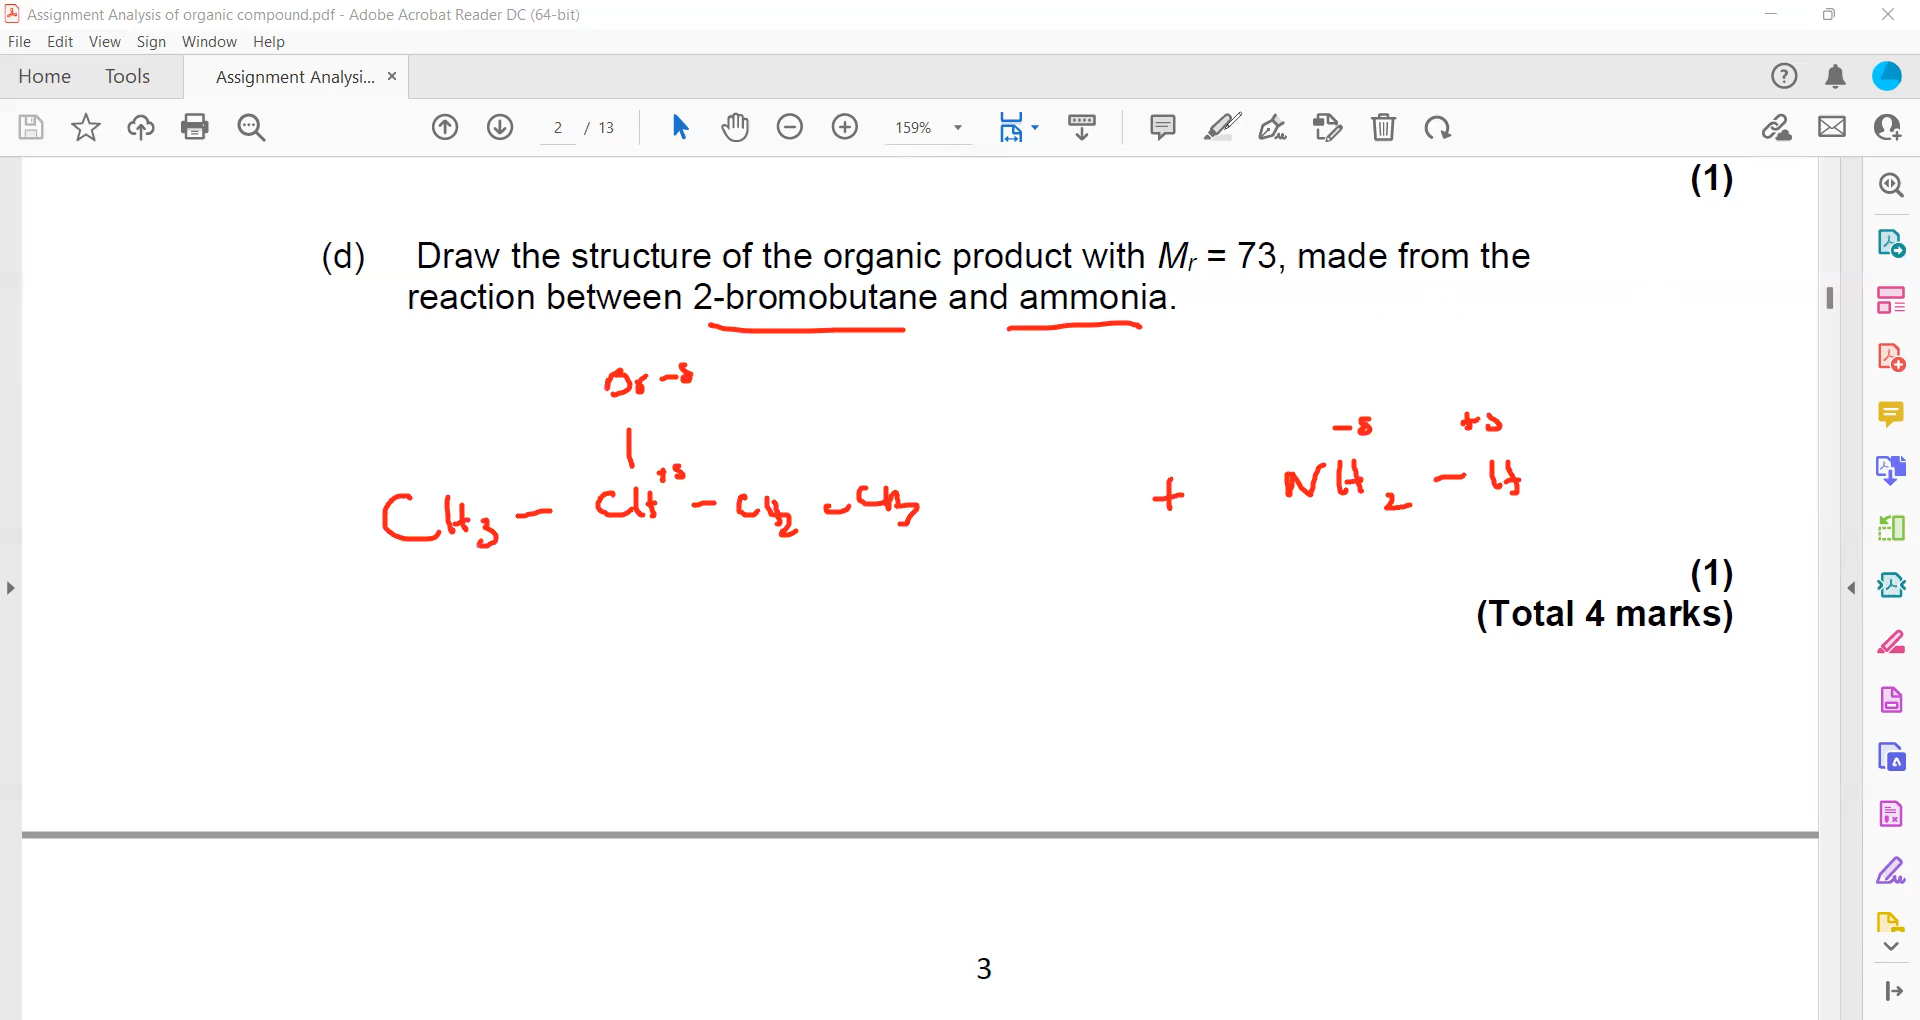 Assignment Analysis of organic compound.pdf - Adobe Acrobat Reader DC (64-bit)
File Edit View Sign Window Help
Home Tools Assignment Analysi... ×
2 / 13 159%
(1)
(d) Draw the structure of the organic product with Mr = 73, made from the
reaction between 2-bromobutane and ammonia.
Br -δ
-δ +δ
+δ
CH3 - CH - CH2 - CH3 + NH2 - H
(1)
(Total 4 marks)
3